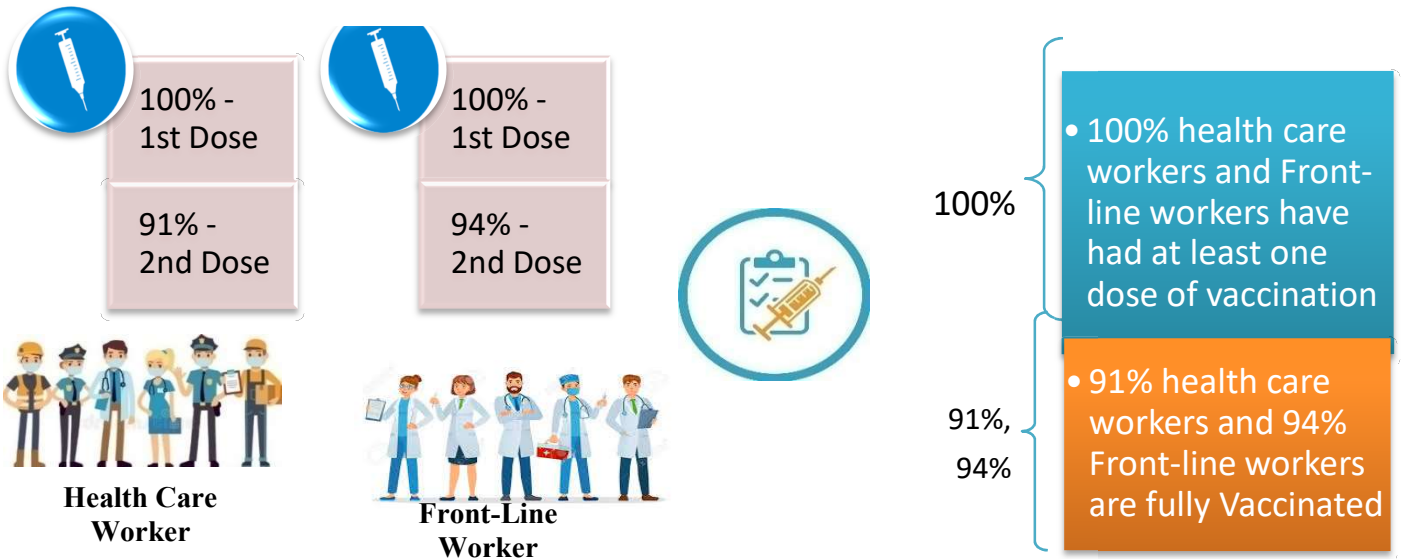 100% -
1st Dose
91% -
2nd Dose
Health Care
Worker
100% -
1st Dose
94% -
2nd Dose
Front-Line
Worker
100%
• 100% health care
workers and Front-
line workers have
had at least one
dose of vaccination
91%,
94%
• 91% health care
workers and 94%
Front-line workers
are fully Vaccinated